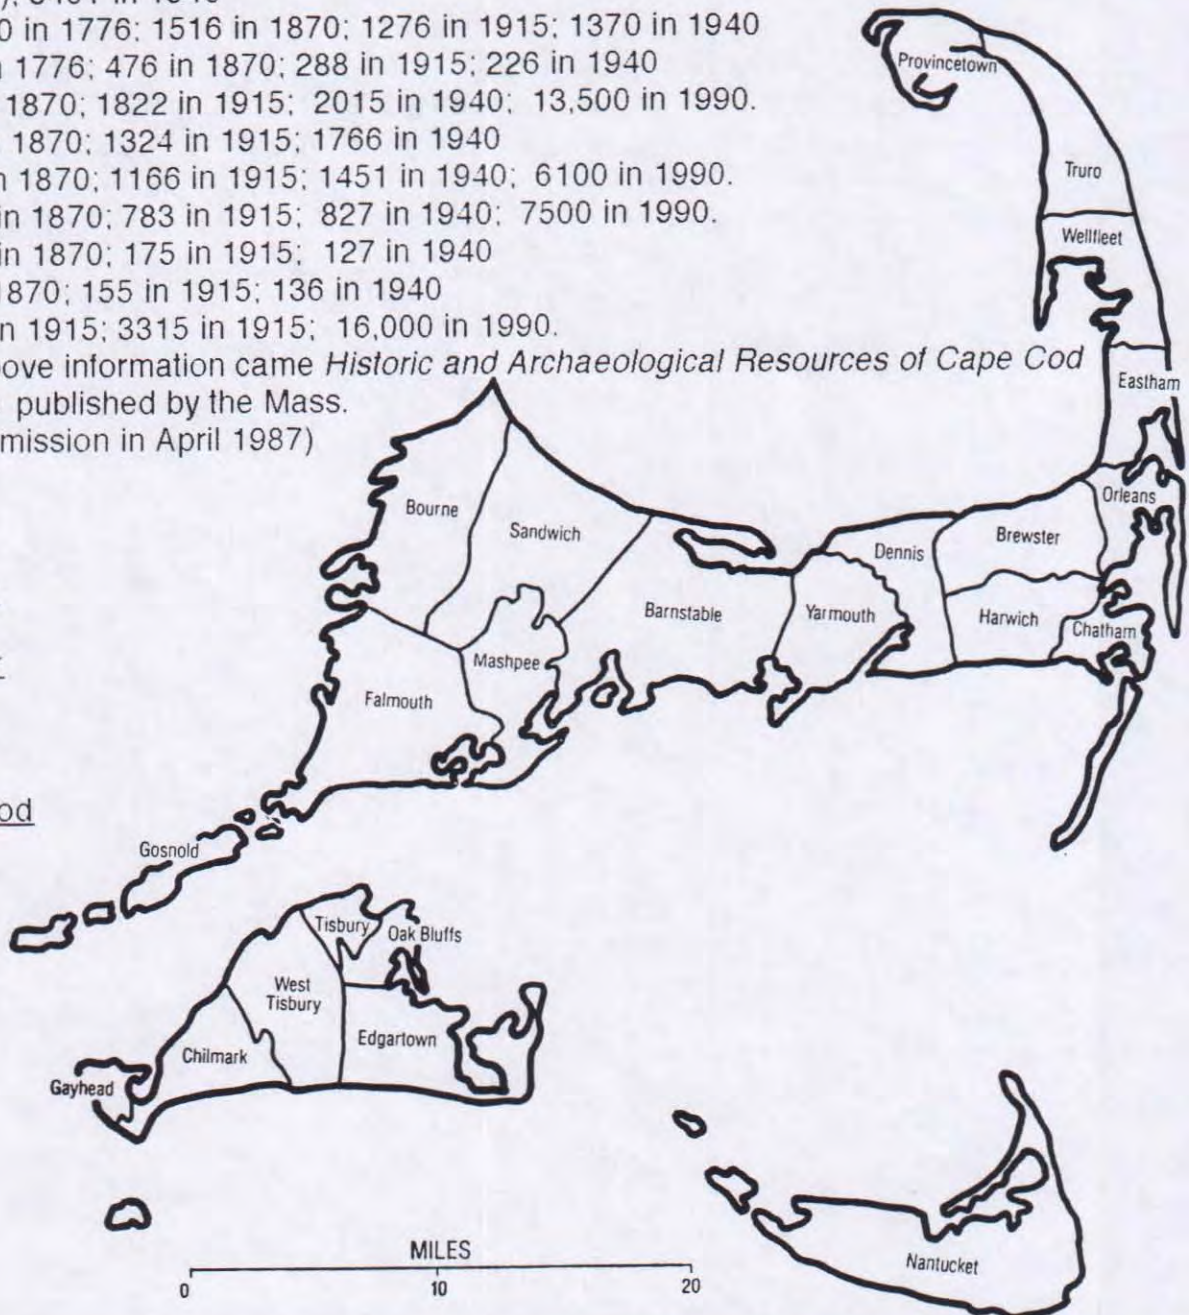 0 in 1776; 1516 in 1870; 1276 in 1915; 1370 in 1940
1776; 476 in 1870; 288 in 1915; 226 in 1940
1870; 1822 in 1915; 2015 in 1940; 13,500 in 1990.
1870; 1324 in 1915; 1766 in 1940
1870; 1166 in 1915; 1451 in 1940; 6100 in 1990.
in 1870; 783 in 1915; 827 in 1940; 7500 in 1990.
in 1870; 175 in 1915; 127 in 1940
870; 155 in 1915; 136 in 1940
n 1915; 3315 in 1915; 16,000 in 1990.
ove information came Historic and Archaeological Resources of Cape Cod
published by the Mass.
mission in April 1987)
od
Provincetown
Truro
Wellfleet
Eastham
Orleans
Bourne
Sandwich
Dennis
Brewster
Barnstable
Yarmouth
Harwich
Chatham
Mashpee
Falmouth
Gosnold
Tisbury
Oak Bluffs
West
Tisbury
Edgartown
Chilmark
Gayhead
Nantucket
MILES
0 10 20